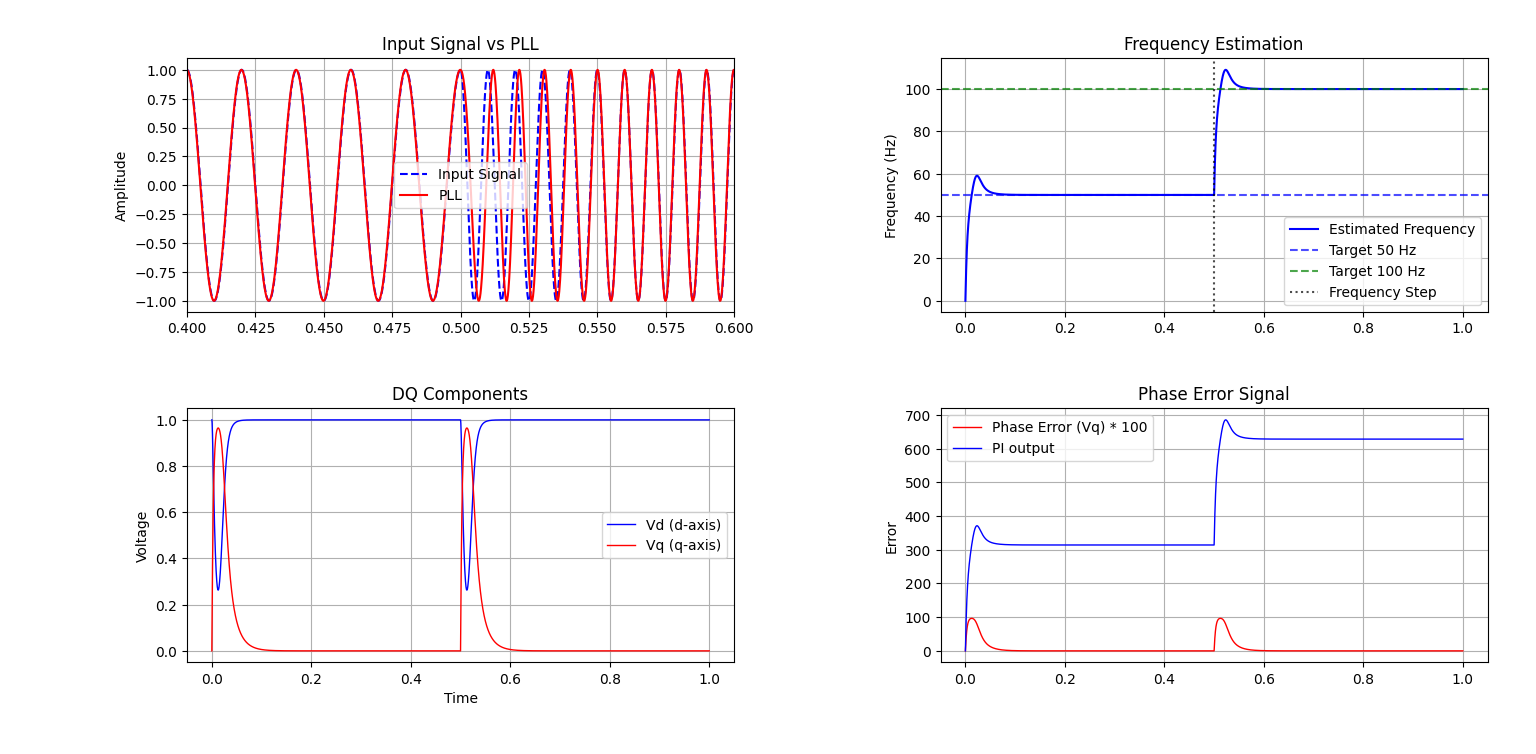 Input Signal vs PLL
Amplitude
1.00
0.75
0.50
0.25
0.00
−0.25
−0.50
−0.75
−1.00
Input Signal
PLL
0.400 0.425 0.450 0.475 0.500 0.525 0.550 0.575 0.600
Frequency Estimation
Frequency (Hz)
100
80
60
40
20
0
Estimated Frequency
Target 50 Hz
Target 100 Hz
Frequency Step
0.0 0.2 0.4 0.6 0.8 1.0
DQ Components
Voltage
1.0
0.8
0.6
0.4
0.2
0.0
Vd (d-axis)
Vq (q-axis)
0.0 0.2 0.4 0.6 0.8 1.0
Time
Phase Error Signal
Error
700
600
500
400
300
200
100
0
Phase Error (Vq) * 100
PI output
0.0 0.2 0.4 0.6 0.8 1.0